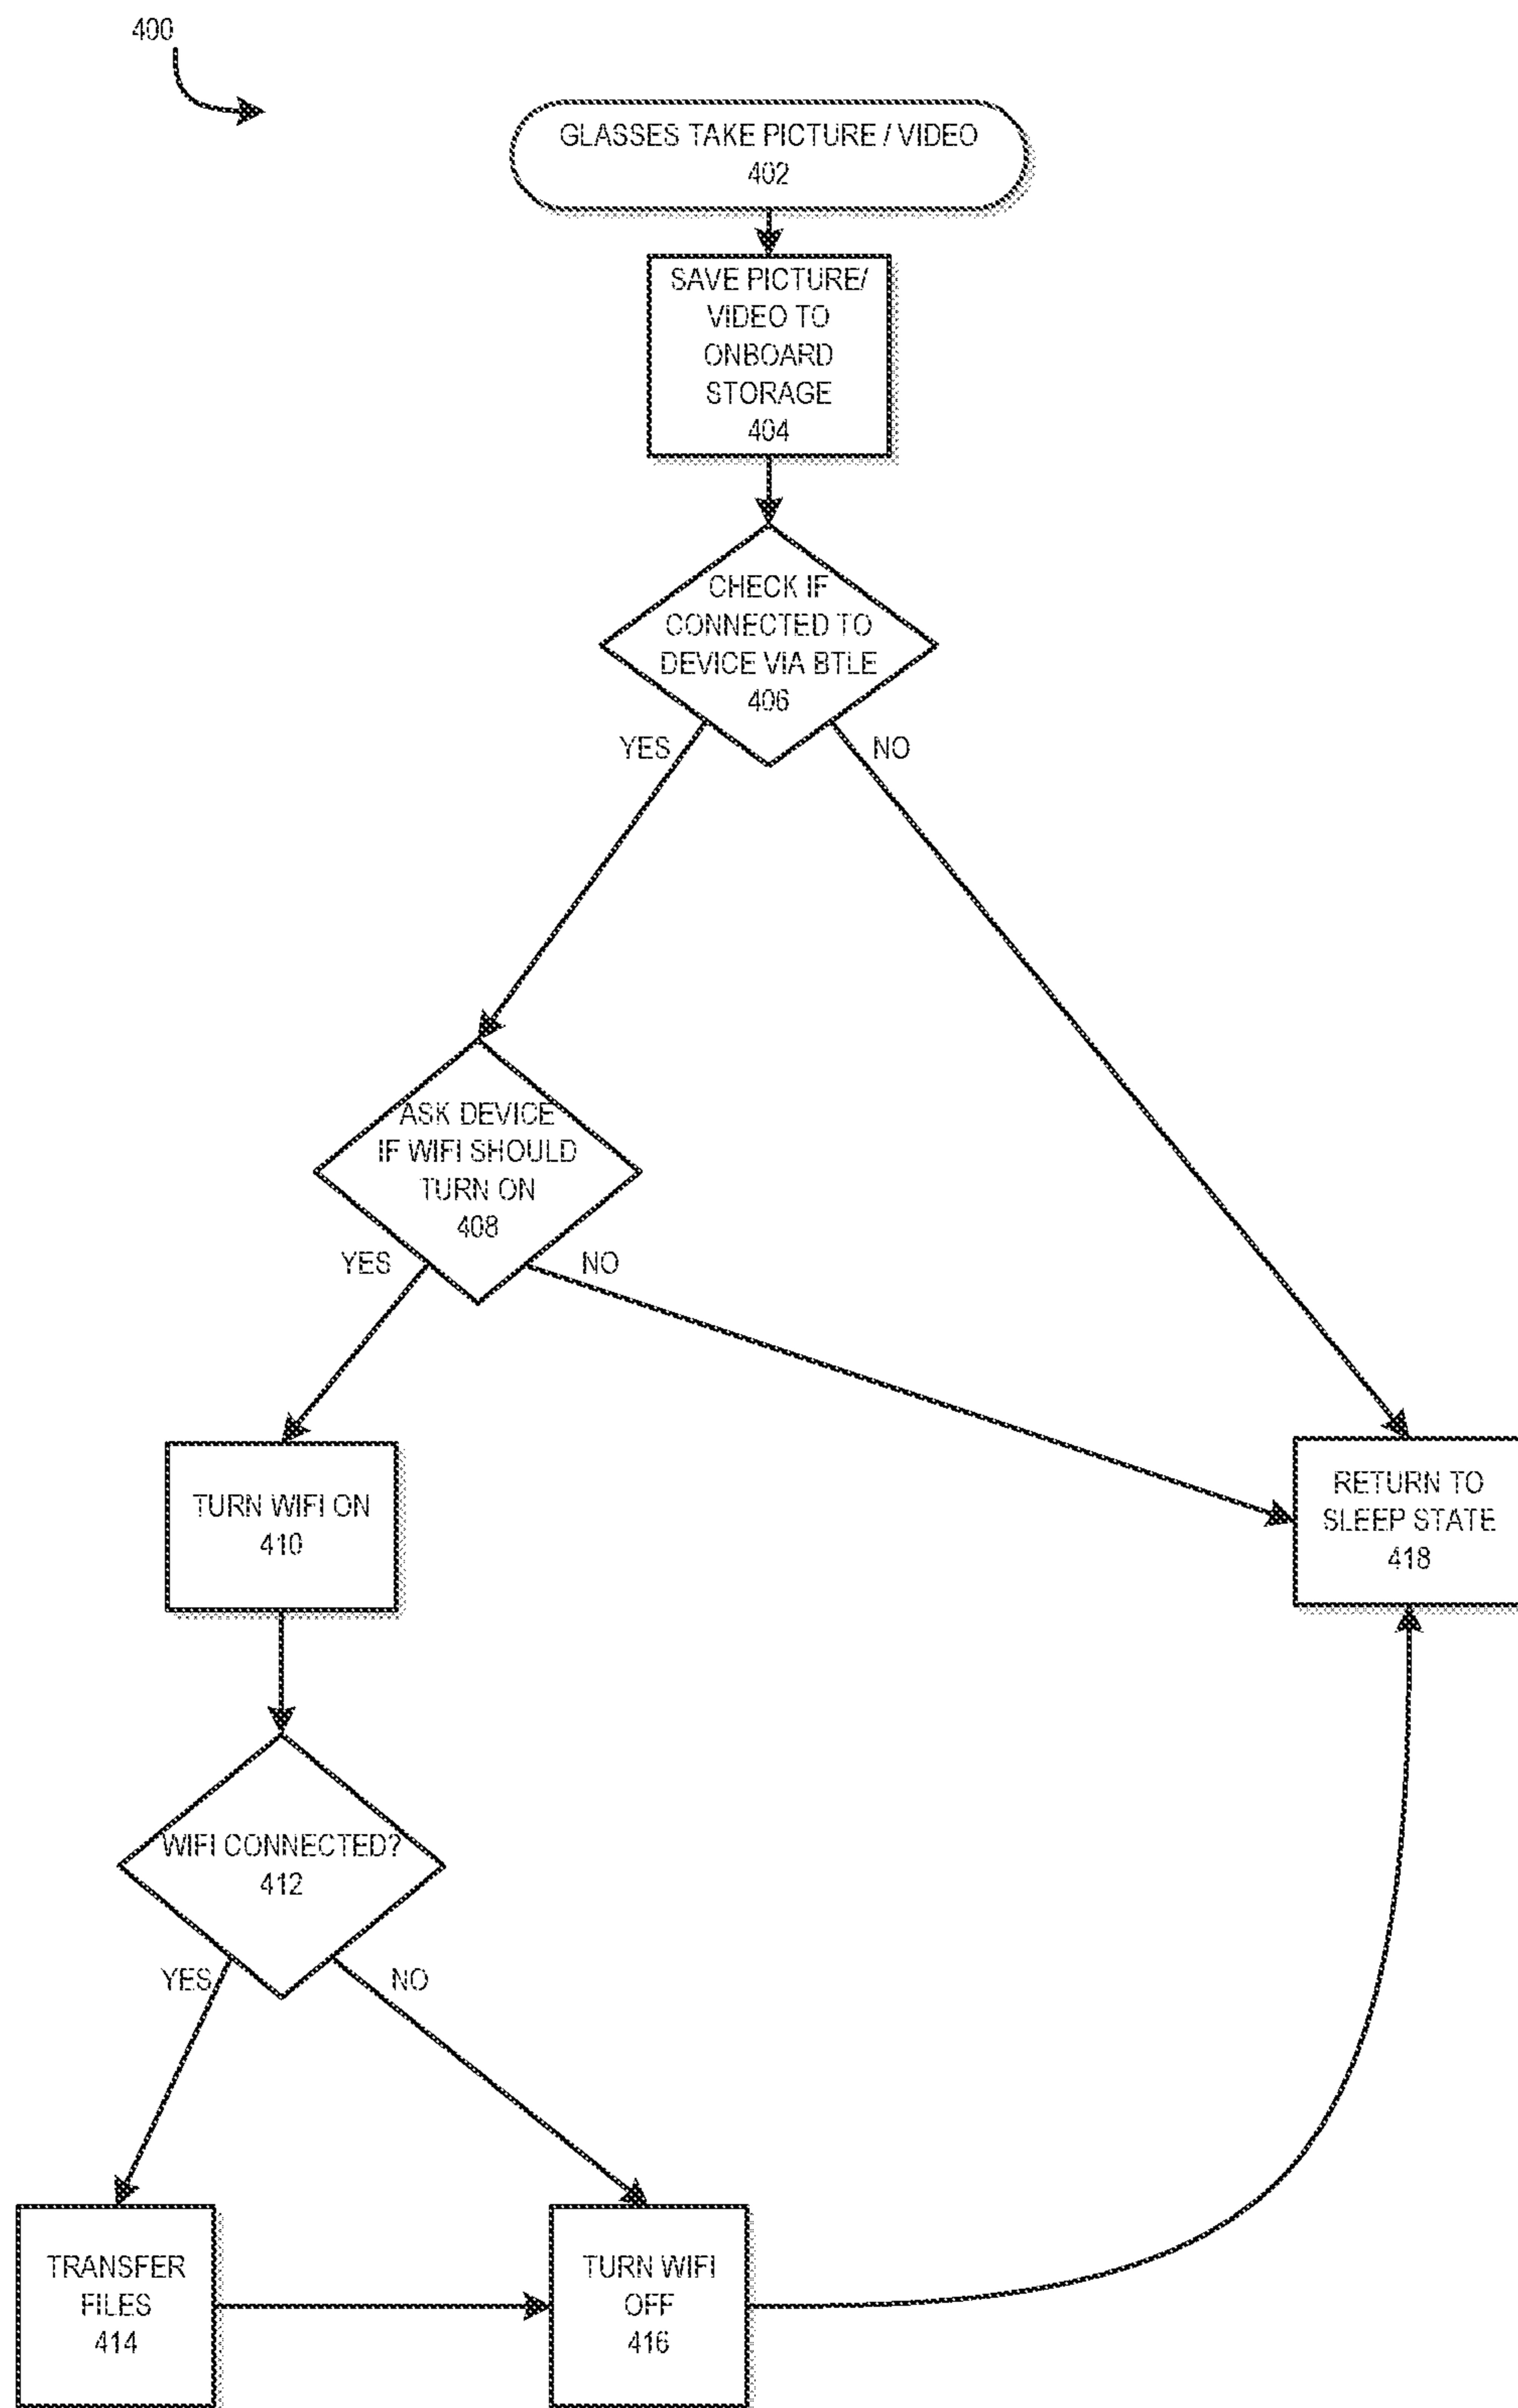 400
GLASSES TAKE PICTURE / VIDEO
402
SAVE PICTURE/
VIDEO TO
ONBOARD
STORAGE
404
CHECK IF
CONNECTED TO
DEVICE VIA BTLE
406
YES
NO
ASK DEVICE
IF WIFI SHOULD
TURN ON
408
YES
NO
TURN WIFI ON
410
RETURN TO
SLEEP STATE
418
WIFI CONNECTED?
412
YES
NO
TRANSFER
FILES
414
TURN WIFI
OFF
416